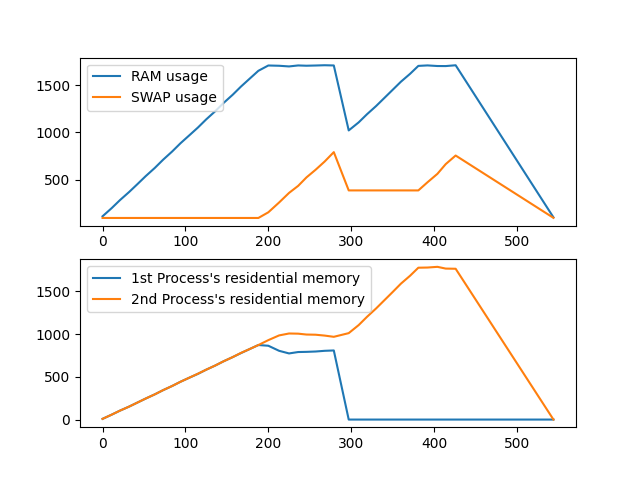 RAM usage
SWAP usage
1500
1000
500
0 100 200 300 400 500
1st Process's residential memory
2nd Process's residential memory
1500
1000
500
0
0 100 200 300 400 500